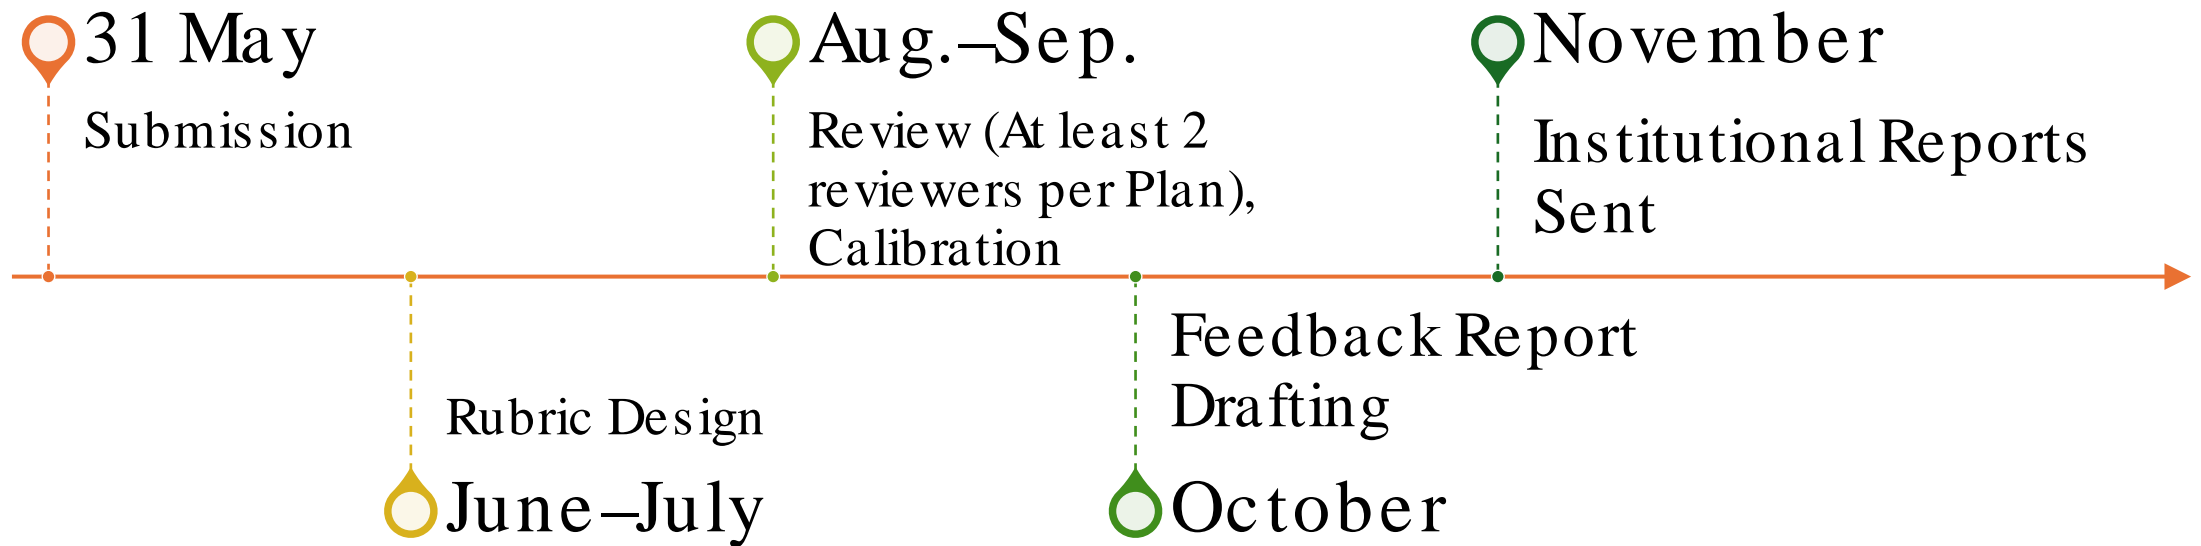 31 May
Submission
June–July
Rubric Design
Aug.–Sep.
Review (At least 2
reviewers per Plan),
Calibration
October
Feedback Report
Drafting
November
Institutional Reports
Sent